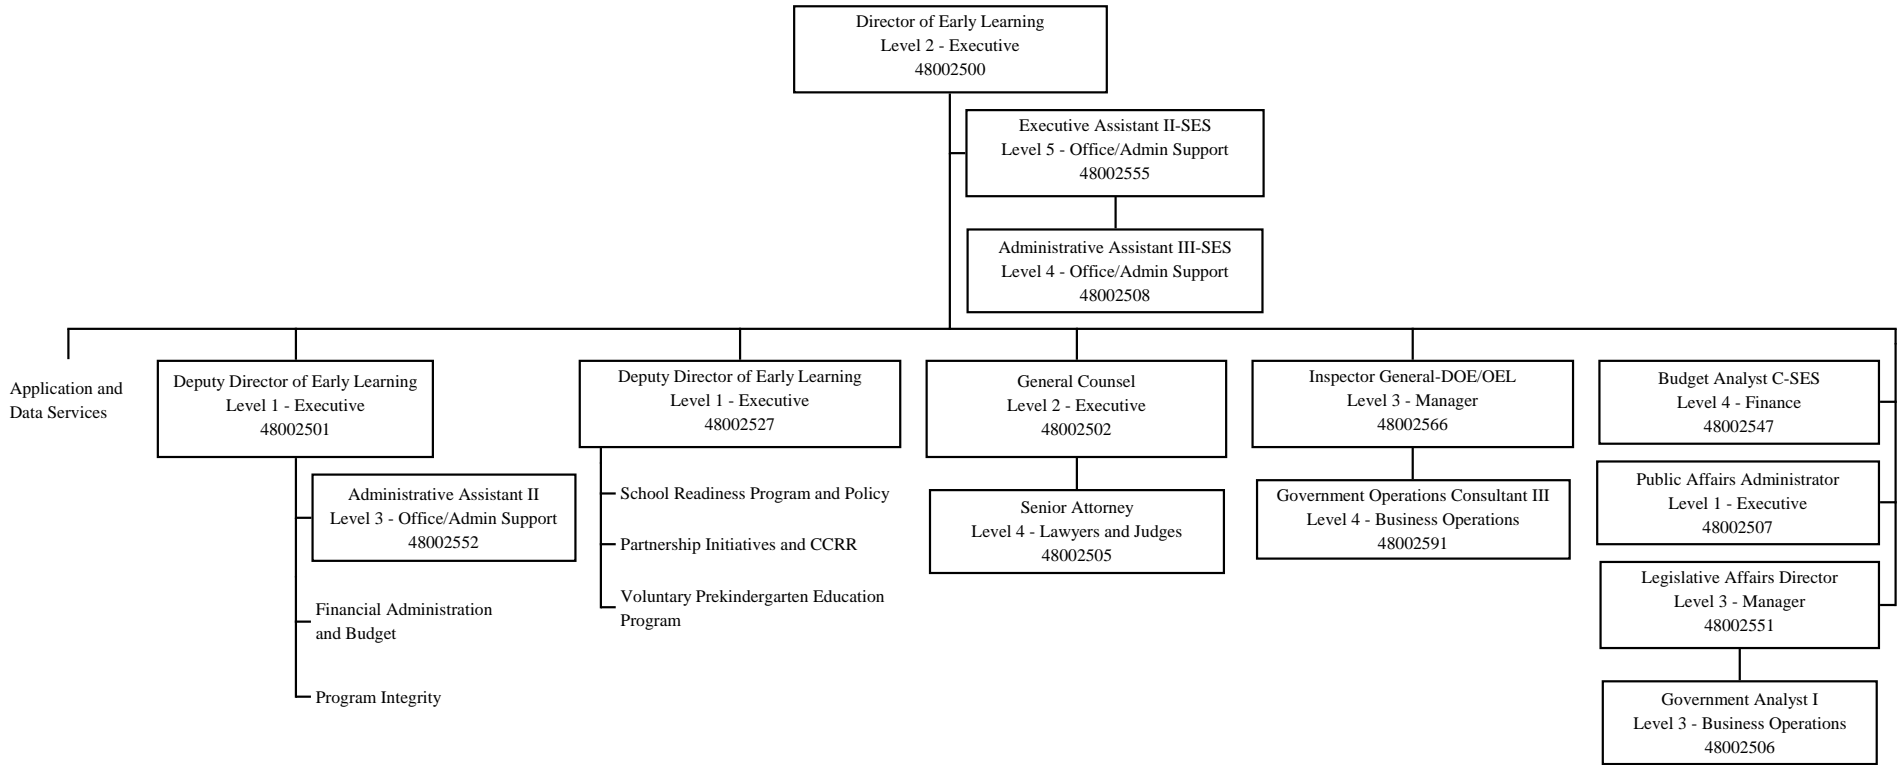 Director of Early Learning
Level 2 - Executive
48002500
Executive Assistant II-SES
Level 5 - Office/Admin Support
48002555
Administrative Assistant III-SES
Level 4 - Office/Admin Support
48002508
Application and
Data Services
Deputy Director of Early Learning
Level 1 - Executive
48002501
Administrative Assistant II
Level 3 - Office/Admin Support
48002552
Financial Administration
and Budget
Program Integrity
Deputy Director of Early Learning
Level 1 - Executive
48002527
School Readiness Program and Policy
Partnership Initiatives and CCRR
Voluntary Prekindergarten Education
Program
General Counsel
Level 2 - Executive
48002502
Senior Attorney
Level 4 - Lawyers and Judges
48002505
Inspector General-DOE/OEL
Level 3 - Manager
48002566
Government Operations Consultant III
Level 4 - Business Operations
48002591
Budget Analyst C-SES
Level 4 - Finance
48002547
Public Affairs Administrator
Level 1 - Executive
48002507
Legislative Affairs Director
Level 3 - Manager
48002551
Government Analyst I
Level 3 - Business Operations
48002506